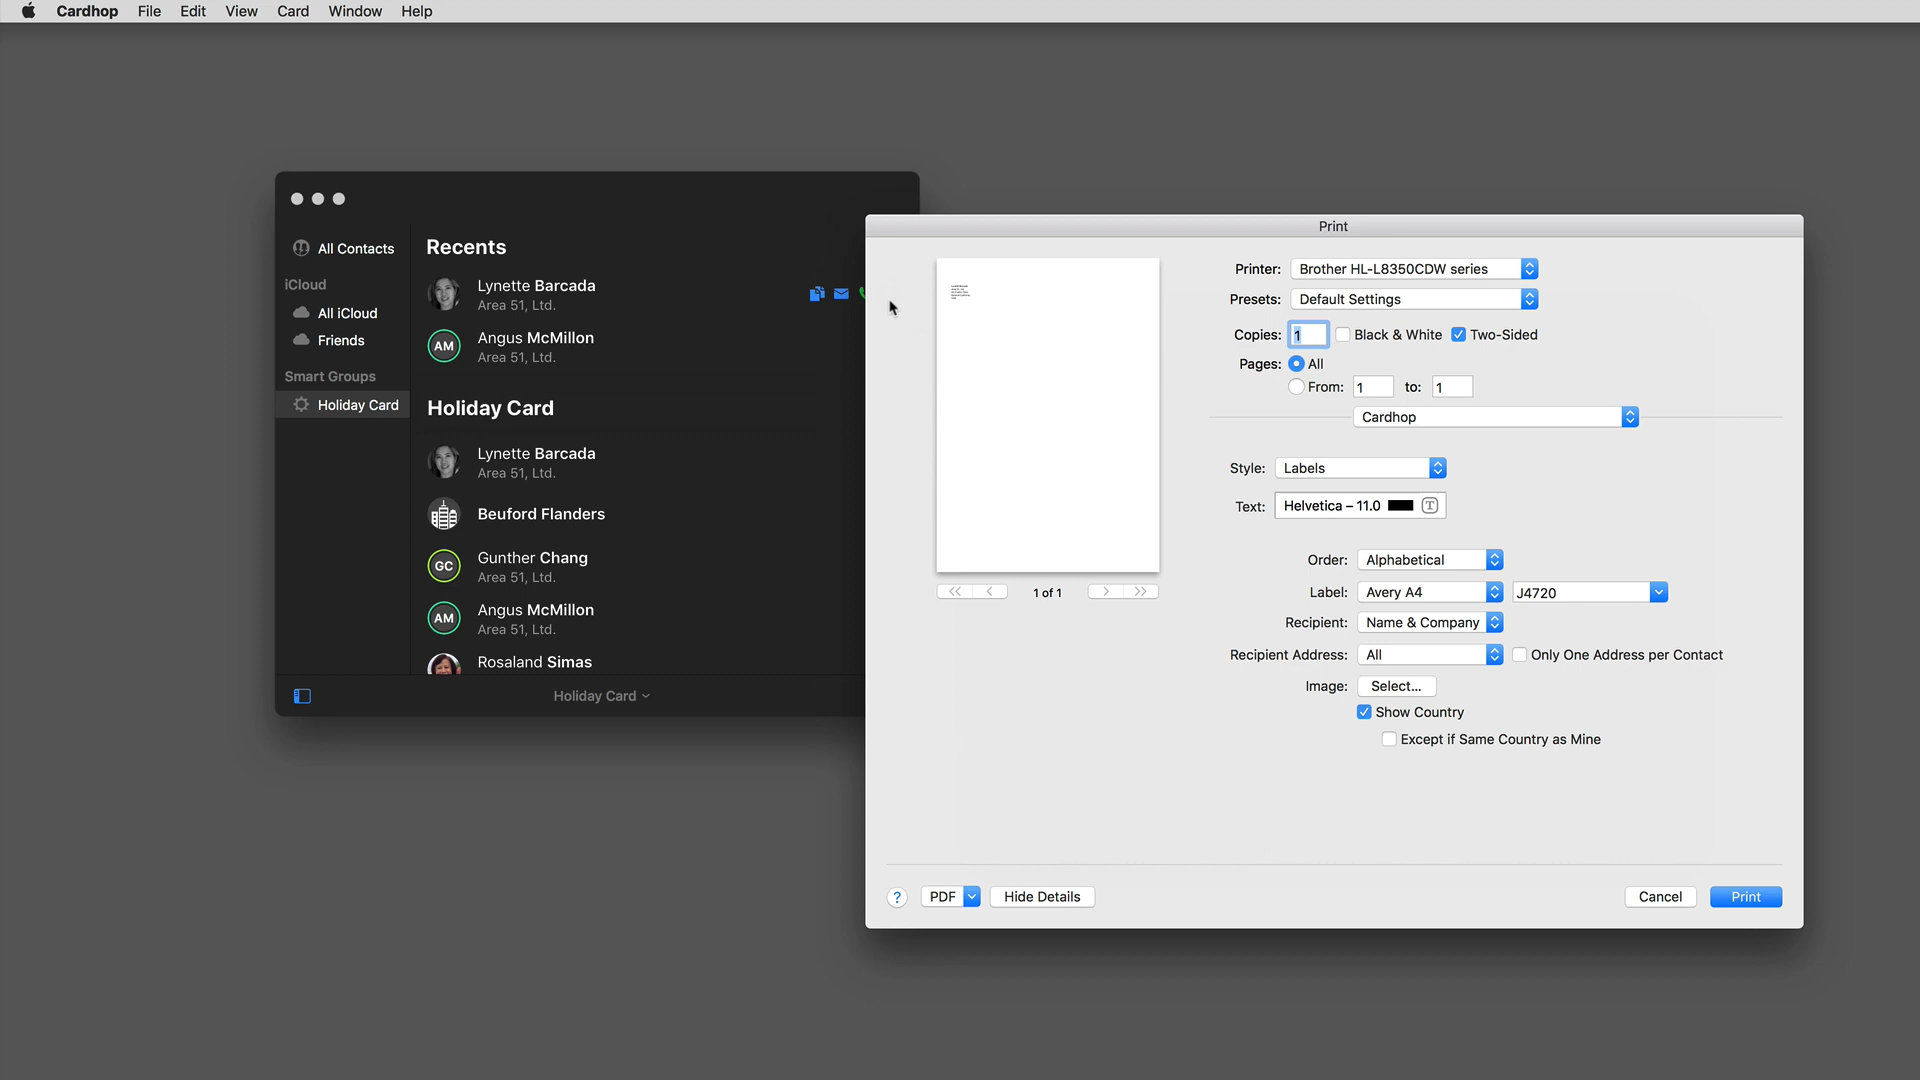 Cardhop File Edit View Card Window Help
All Contacts
iCloud
All iCloud
Friends
Smart Groups
Holiday Card
Recents
Lynette Barcada
Area 51, Ltd.
AM
Angus McMillon
Area 51, Ltd.
Holiday Card
Lynette Barcada
Area 51, Ltd.
Beuford Flanders
GC
Gunther Chang
Area 51, Ltd.
AM
Angus McMillon
Area 51, Ltd.
Rosaland Simas
Holiday Card
Print
1 of 1
Printer: Brother HL-L8350CDW series
Presets: Default Settings
Copies: 1 Black & White Two-Sided
Pages: All
From: 1 to: 1
Cardhop
Style: Labels
Text: Helvetica – 11.0 T
Order: Alphabetical
Label: Avery A4 J4720
Recipient: Name & Company
Recipient Address: All Only One Address per Contact
Image: Select...
Show Country
Except if Same Country as Mine
? PDF Hide Details Cancel Print